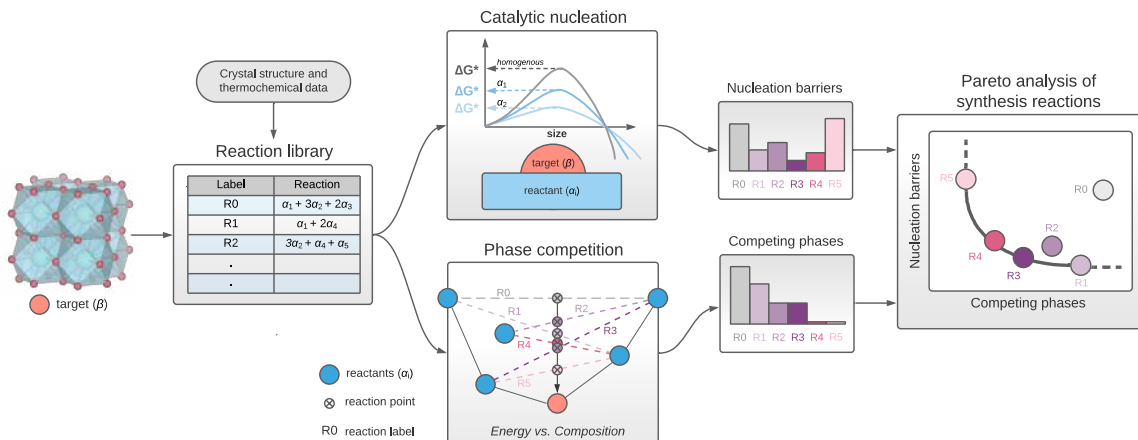 Crystal structure and
thermochemical data
target (β)
Reaction library
Label Reaction
R0 α1 + 3α2 + 2α3
R1 α1 + 2α4
R2 3α2 + α4 + α5
.
.
Catalytic nucleation
homogenous
ΔG*
α1
ΔG*
α2
ΔG*
size
target (β)
reactant (αi)
Phase competition
R0
R1
R2
R3
R4
R5
Energy vs. Composition
reactants (αi)
reaction point
R0 reaction label
Nucleation barriers
R0 R1 R2 R3 R4 R5
Competing phases
R0 R1 R2 R3 R4 R5
Pareto analysis of
synthesis reactions
Nucleation barriers
R5
R0
R4
R2
R3
R1
Competing phases